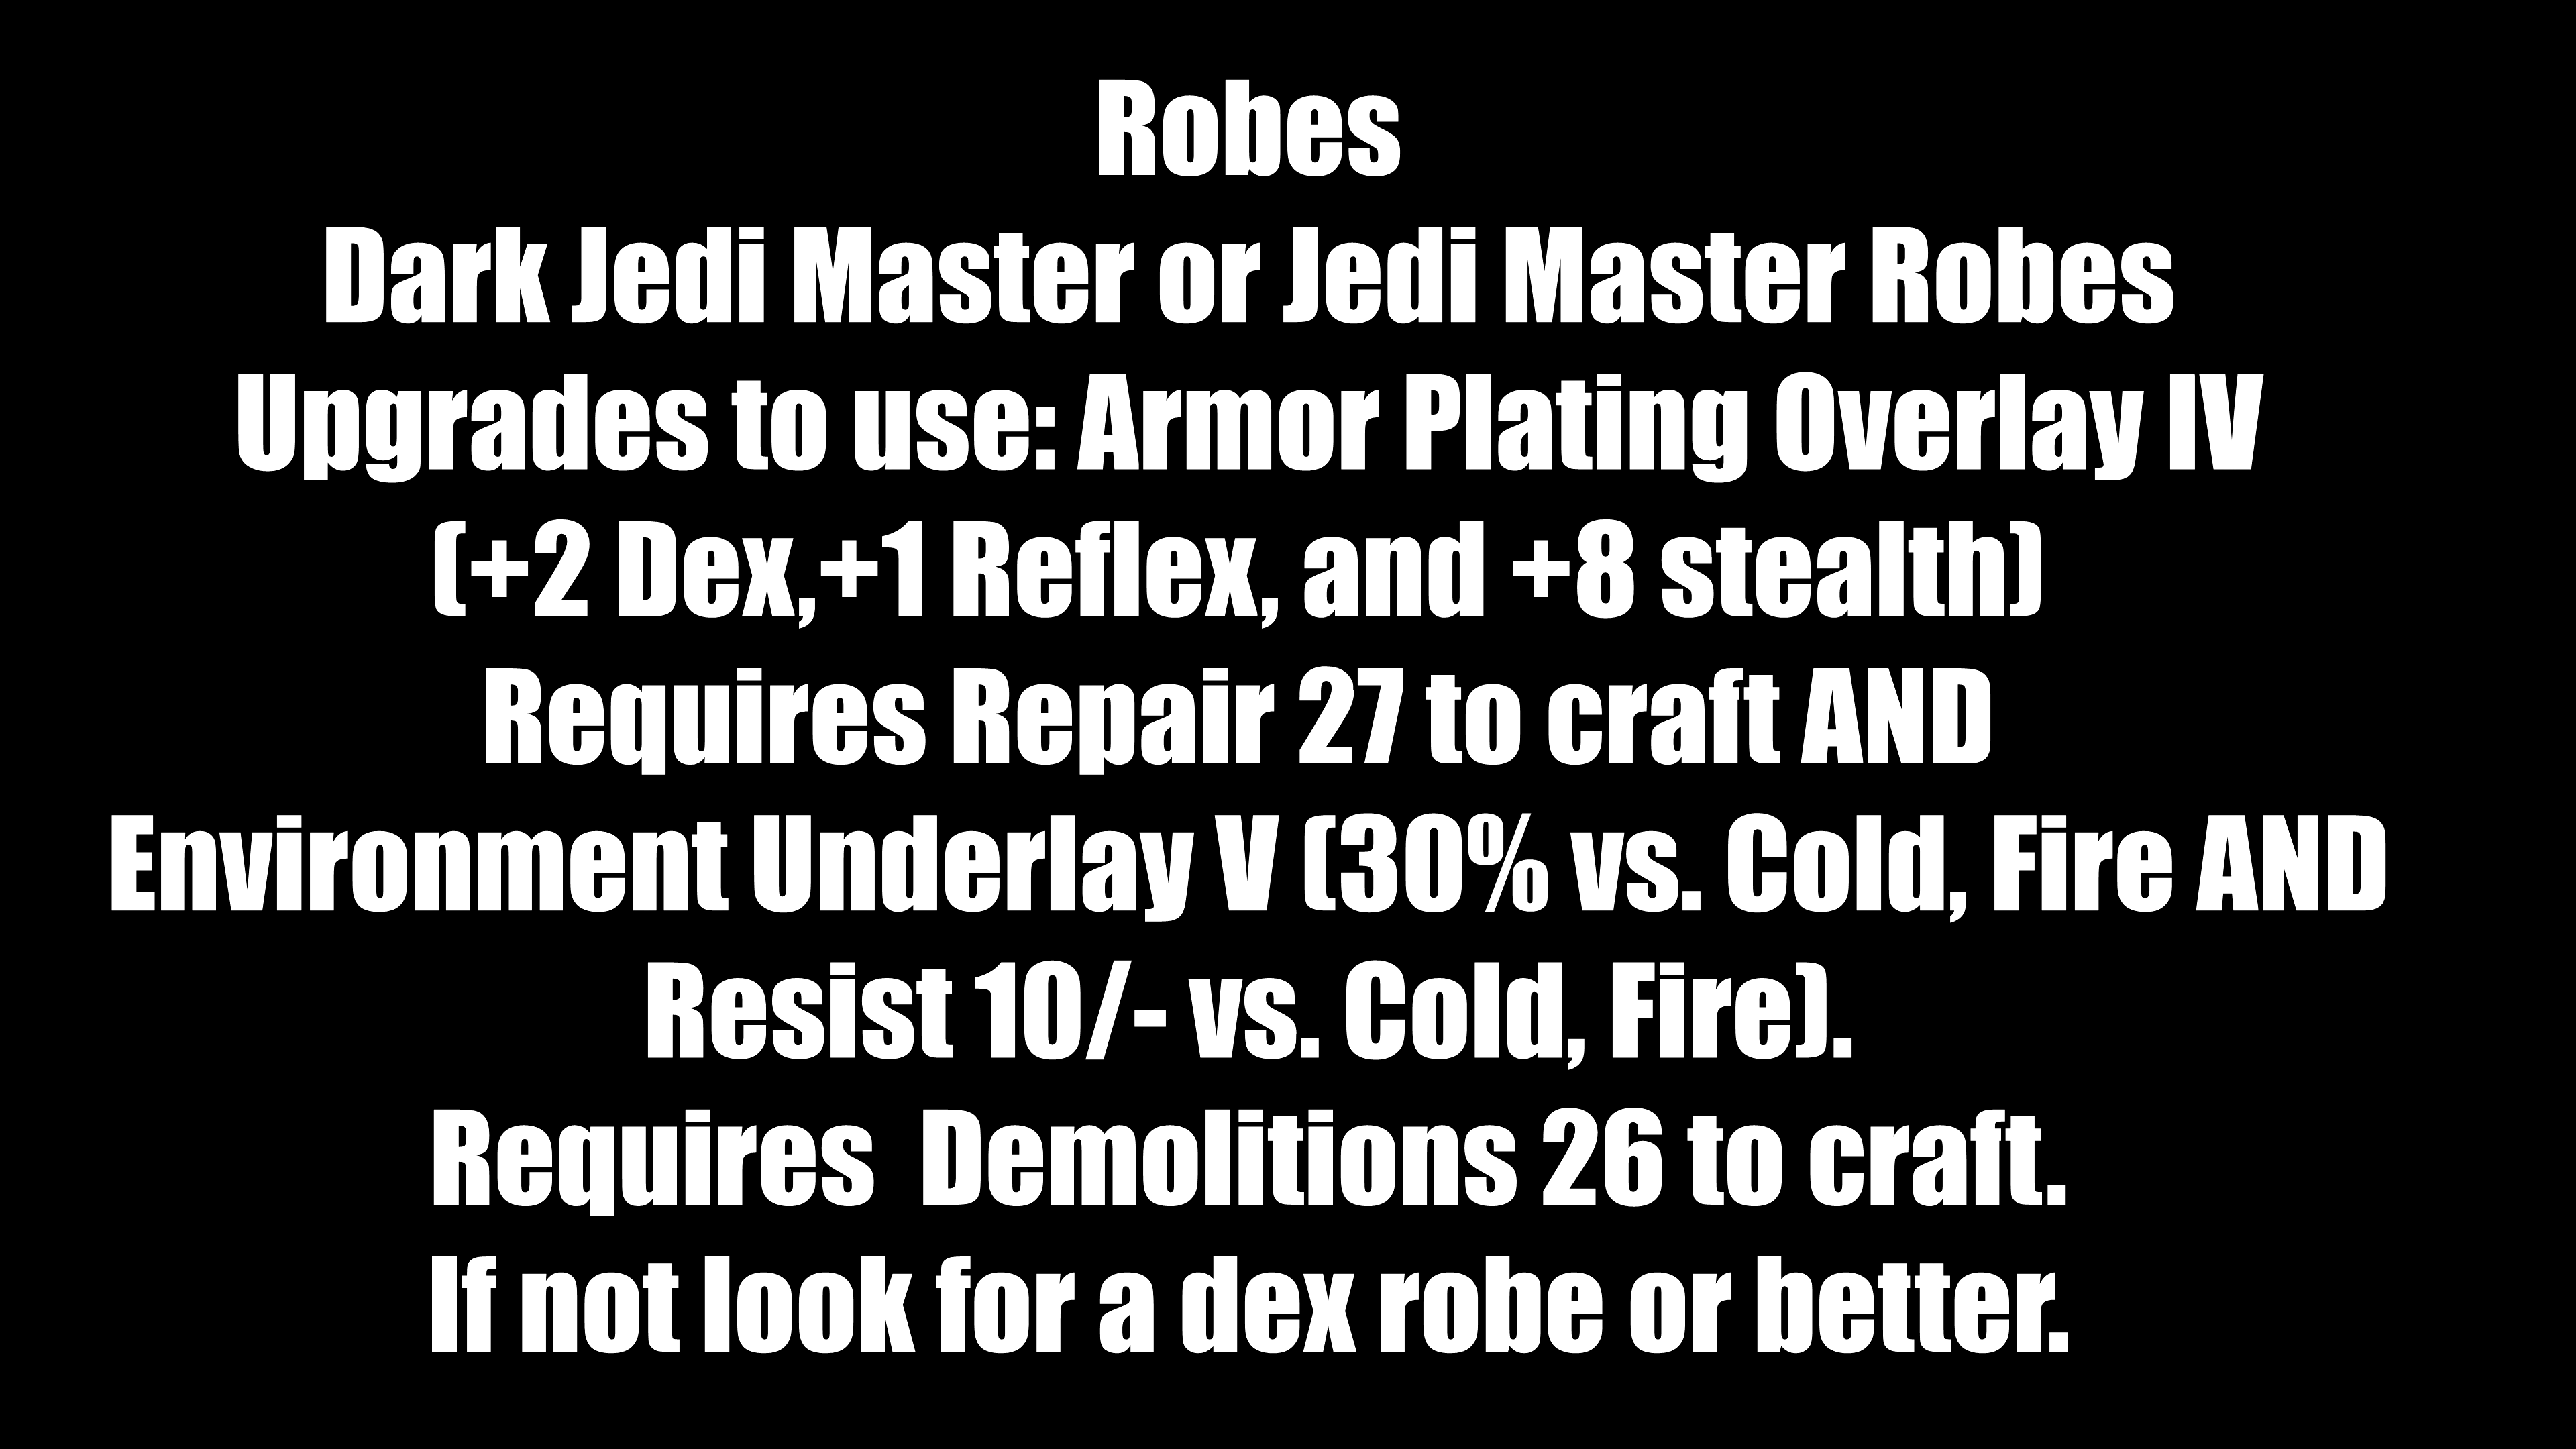 Robes
Dark Jedi Master or Jedi Master Robes
Upgrades to use: Armor Plating Overlay IV
(+2 Dex,+1 Reflex, and +8 stealth)
Requires Repair 27 to craft AND
Environment Underlay V (30% vs. Cold, Fire AND
Resist 10/- vs. Cold, Fire).
Requires  Demolitions 26 to craft.
If not look for a dex robe or better.